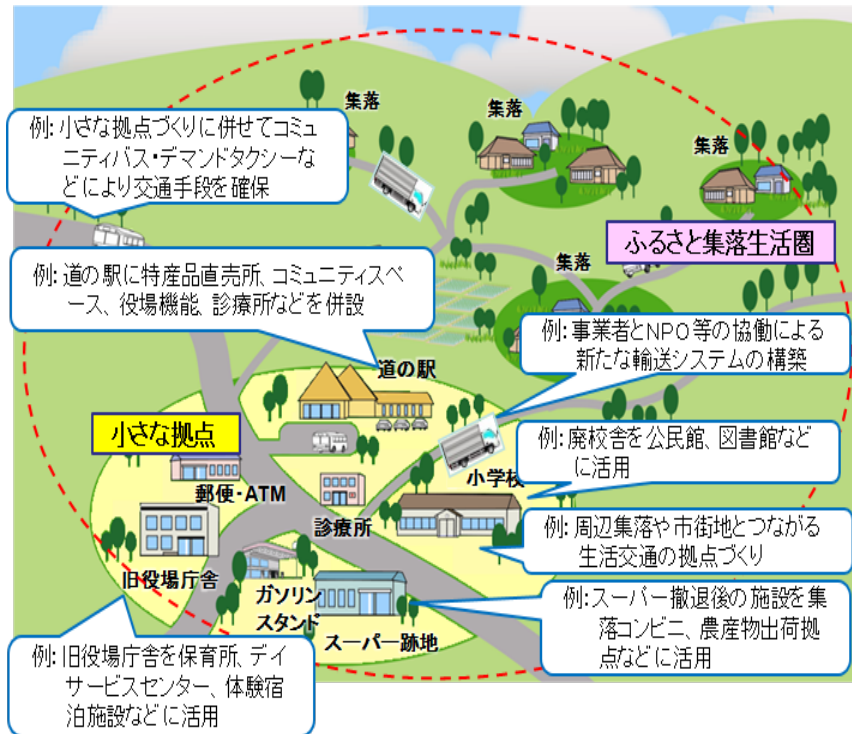 集落
集落
集落
例：小さな拠点づくりに併せてコミュ
ニティバス・デマンドタクシーな
どにより交通手段を確保
ふるさと集落生活圏
集落
例：道の駅に特産品直売所、コミュニティスペ
ース、役場機能、診療所などを併設
例：事業者とNPO等の協働による
新たな輸送システムの構築
道の駅
小さな拠点
例：廃校舎を公民館、図書館など
に活用
小学校
郵便・ATM
診療所
例：周辺集落や市街地とつながる
生活交通の拠点づくり
旧役場庁舎
ガソリン
スタンド
スーパー跡地
例：スーパー撤退後の施設を集
落コンビニ、農産物出荷拠
点などに活用
例：旧役場庁舎を保育所、デイ
サービスセンター、体験宿
泊施設などに活用